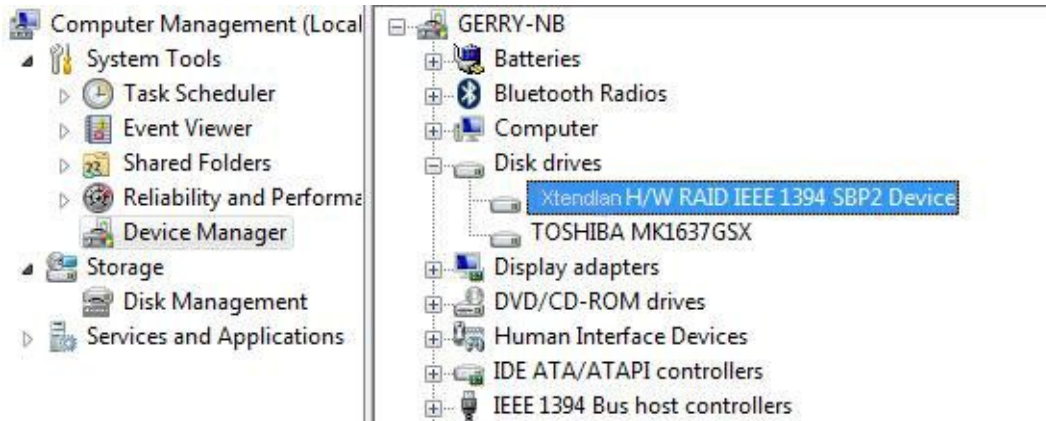 Computer Management (Local
System Tools
Task Scheduler
Event Viewer
Shared Folders
Reliability and Performa
Device Manager
Storage
Disk Management
Services and Applications
GERRY-NB
Batteries
Bluetooth Radios
Computer
Disk drives
Xtendlan H/W RAID IEEE 1394 SBP2 Device
TOSHIBA MK1637GSX
Display adapters
DVD/CD-ROM drives
Human Interface Devices
IDE ATA/ATAPI controllers
IEEE 1394 Bus host controllers